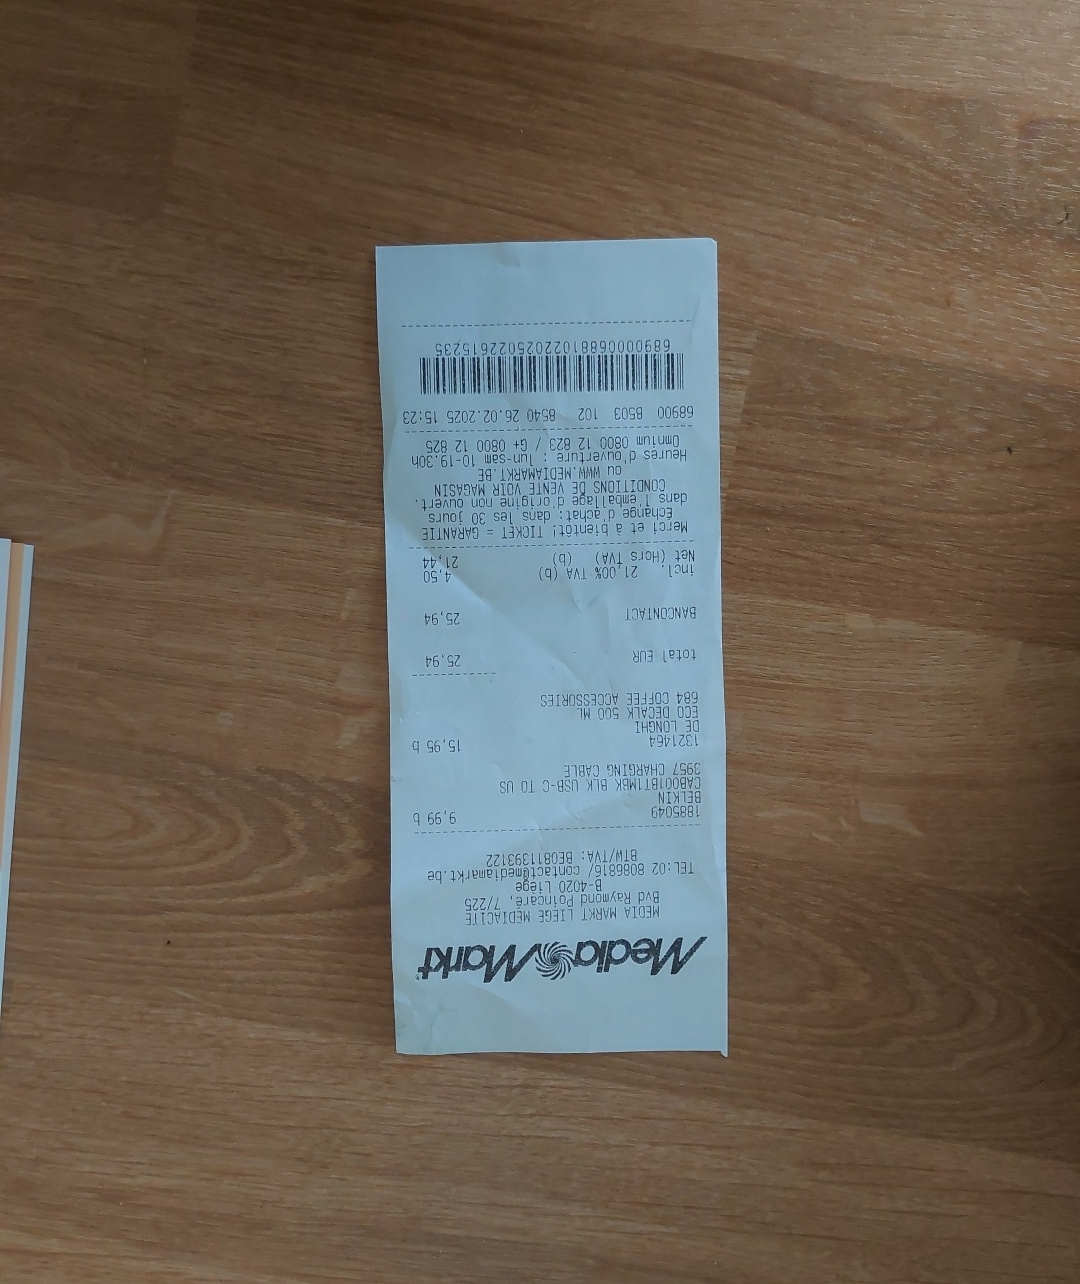 MediaMarkt
MEDIA MARKT LIEGE MEDIACITE
Bvd Raymond Poincaré, 7/225
B-4020 Liège
TEL:02 8086816/ contact@mediamarkt.be
BTW/TVA: BE0811393122
1885049 9,99 b
BELKIN
CAB001BT1MBK BLK USB-C TO US
3957 CHARGING CABLE
1321464 15,95 b
DE LONGHI
ECO DECALK 500 ML
684 COFFEE ACCESSORIES
total EUR 25,94
BANCONTACT 25,94
incl. 21,00% TVA (b) 4,50
Net (Hors TVA) (b) 21,44
Merci et à bientôt! TICKET = GARANTIE
Echange d'achat: dans les 30 jours
dans l'emballage d'origine non ouvert.
CONDITIONS DE VENTE VOIR MAGASIN
ou WWW.MEDIAMARKT.BE
Heures d'ouverture : lun-sam 10-19.30h
Omnium 0800 12 823 / G+ 0800 12 825
68900 8503 102 8540 26.02.2025 15:23
689000006881022025022615235